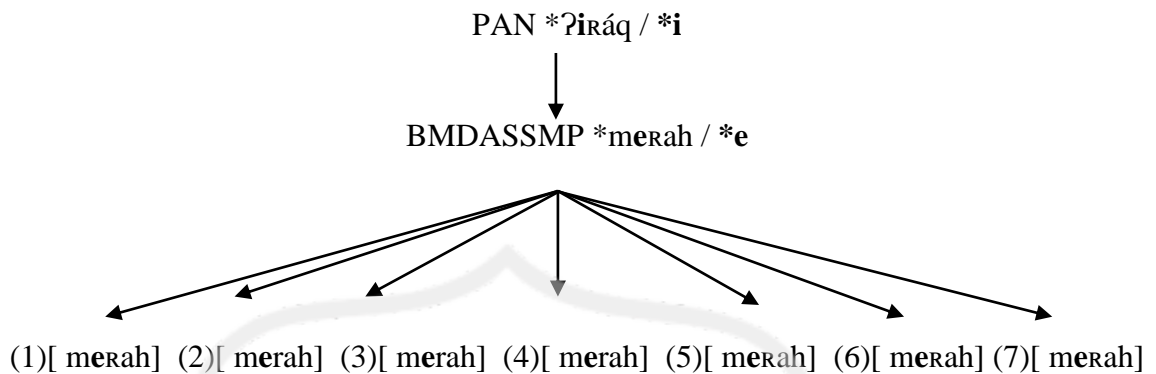 PAN *ʔiʀáq / *i
BMDASSMP *meʀah / *e
(1)[ meʀah] (2)[ merah] (3)[ merah] (4)[ merah] (5)[ meʀah] (6)[ meʀah] (7)[ meʀah]